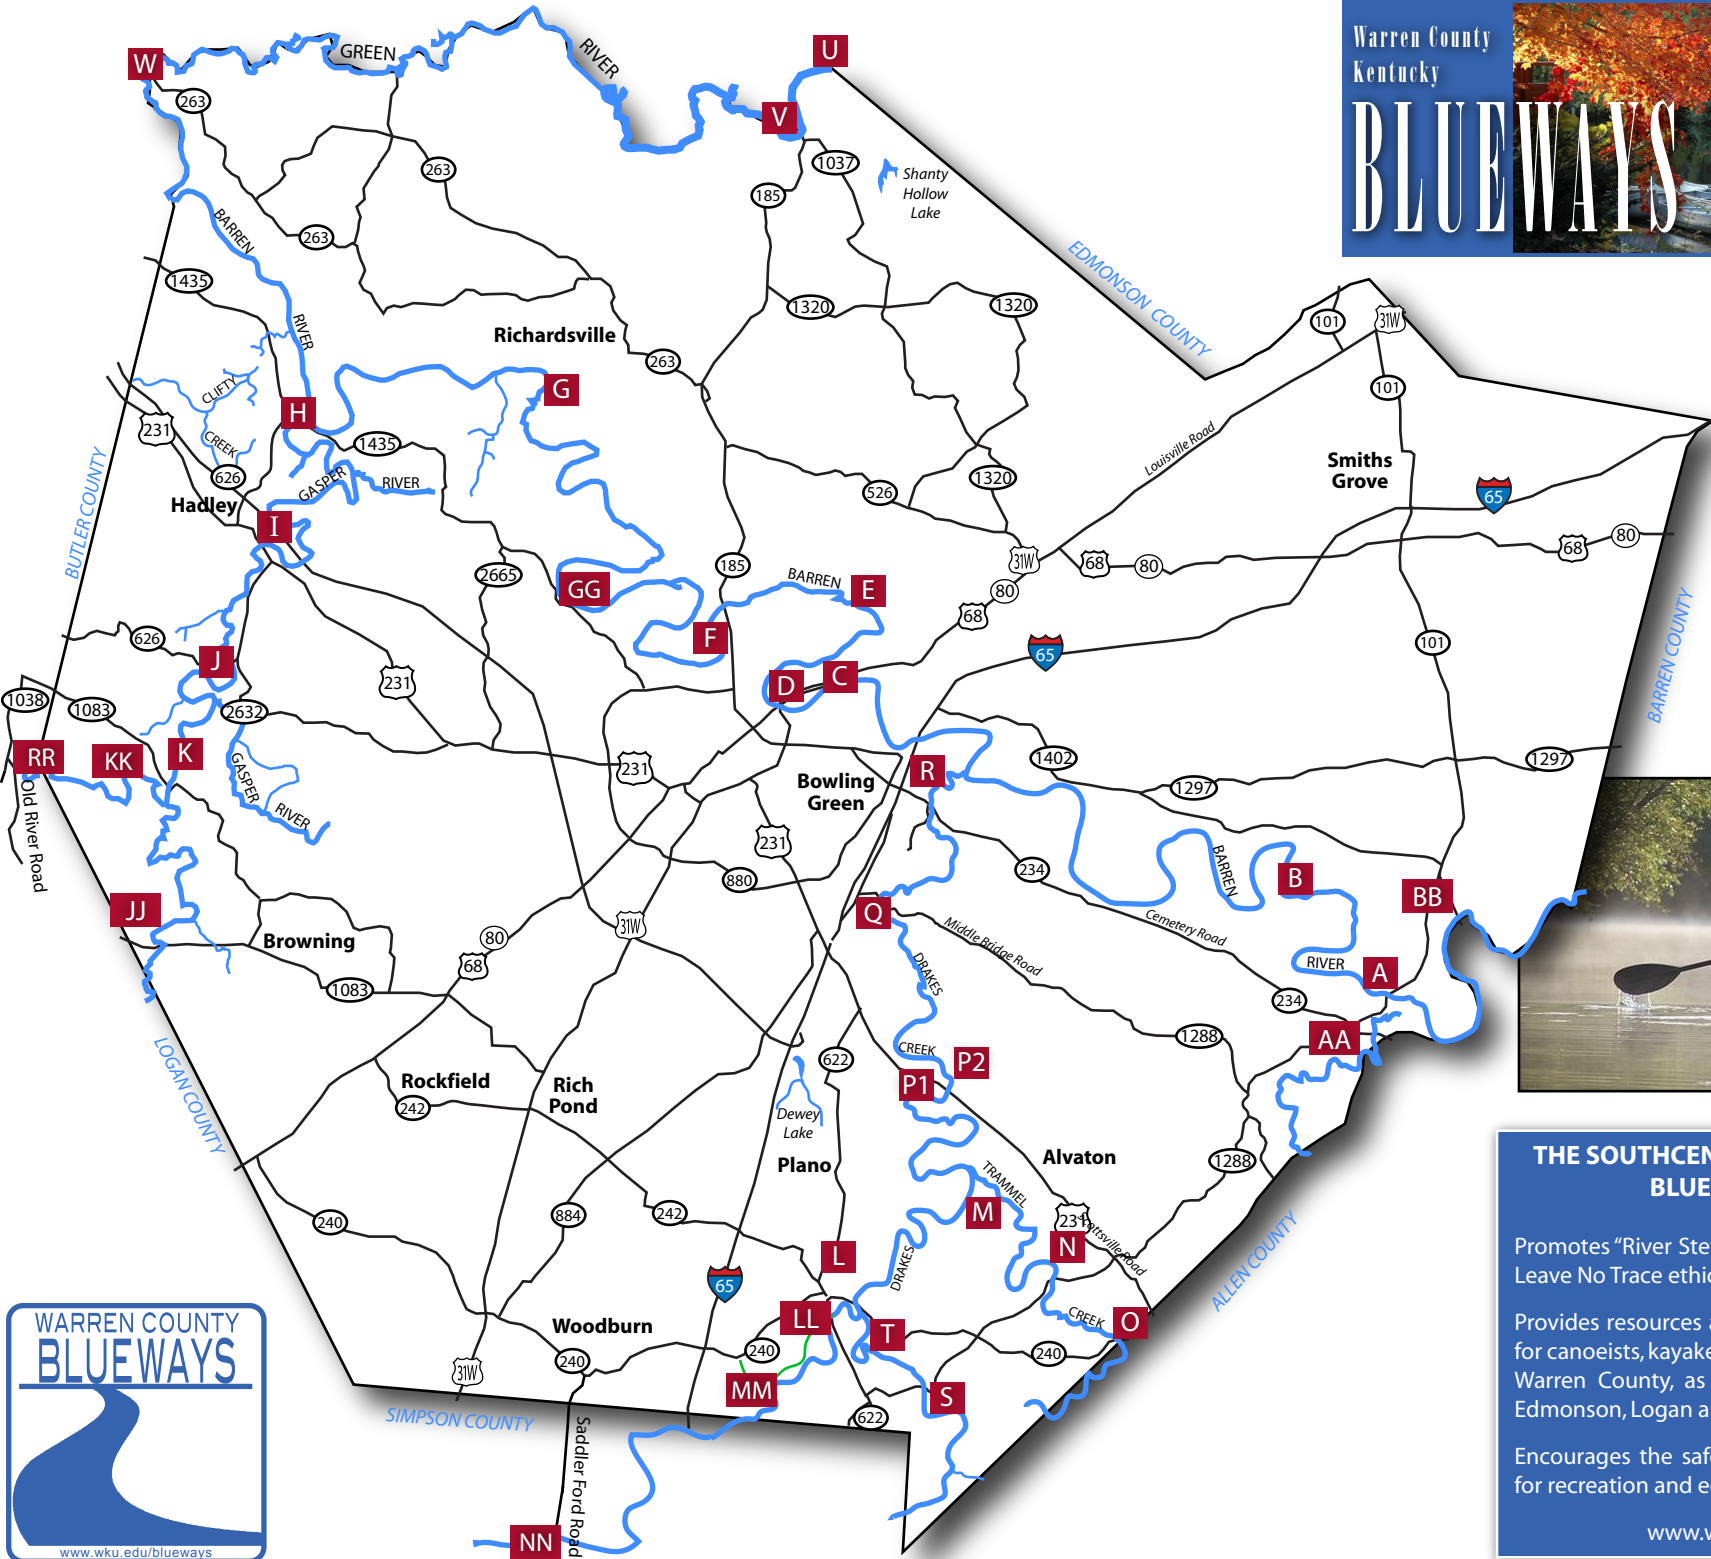 Warren County
Kentucky
BLUEWAYS
W
GREEN
RIVER
U
V
263
263
263
1037
185
Shanty
Hollow
Lake
BARREN
RIVER
1435
EDMONSON COUNTY
1320
1320
101
31W
Richardsville
263
101
CLIFTY
CREEK
G
H
231
1435
626
GASPER
RIVER
Hadley
BUTLER COUNTY
I
526
1320
Louisville Road
Smiths
Grove
65
31W
68
80
68
80
2665
185
GG
BARREN
E
80
68
F
626
J
65
101
BARREN COUNTY
231
D
C
1038
1083
2632
RR
KK
K
GASPER
RIVER
231
Bowling
Green
R
1402
1297
1297
Old River Road
231
880
234
BARREN
B
BB
JJ
Q
31W
Browning
80
68
Middle Bridge Road
Cemetery Road
RIVER
A
DRAKES
1083
234
AA
1288
LOGAN COUNTY
CREEK
P2
P1
622
Rockfield
242
Rich
Pond
Dewey
Lake
Plano
Alvaton
1288
TRAMMEL
M
240
884
242
231
Scottsville Road
N
L
DRAKES
65
ALLEN COUNTY
LL
T
CREEK
O
Woodburn
240
240
240
31W
MM
S
622
SIMPSON COUNTY
Saddler Ford Road
NN
WARREN COUNTY
BLUEWAYS
www.wku.edu/blueways
THE SOUTHCEN
BLUE
Promotes “River Ste
Leave No Trace ethic
Provides resources a
for canoeists, kayake
Warren County, as
Edmonson, Logan a
Encourages the safe
for recreation and e
www.w